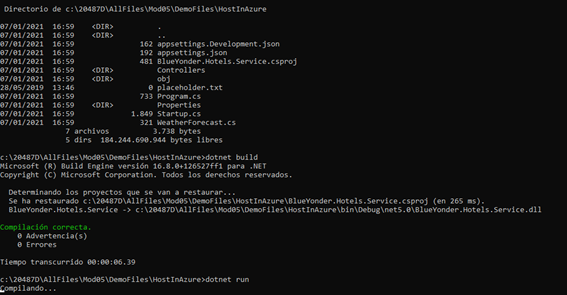 Directorio de c:\20487D\AllFiles\Mod05\DemoFiles\HostInAzure
07/01/2021  16:59    <DIR>          .
07/01/2021  16:59    <DIR>          ..
07/01/2021  16:59               162 appsettings.Development.json
07/01/2021  16:59               192 appsettings.json
07/01/2021  16:59               481 BlueYonder.Hotels.Service.csproj
07/01/2021  16:59    <DIR>          Controllers
07/01/2021  16:59    <DIR>          obj
28/05/2019  13:46                 0 placeholder.txt
07/01/2021  16:59               733 Program.cs
07/01/2021  16:59    <DIR>          Properties
07/01/2021  16:59             1.849 Startup.cs
07/01/2021  16:59               321 WeatherForecast.cs
7 archivos          3.738 bytes
5 dirs  184.244.690.944 bytes libres
c:\20487D\AllFiles\Mod05\DemoFiles\HostInAzure>dotnet build
Microsoft (R) Build Engine versión 16.8.0+126527ff1 para .NET
Copyright (C) Microsoft Corporation. Todos los derechos reservados.
Determinando los proyectos que se van a restaurar...
Se ha restaurado c:\20487D\AllFiles\Mod05\DemoFiles\HostInAzure\BlueYonder.Hotels.Service.csproj (en 265 ms).
BlueYonder.Hotels.Service -> c:\20487D\AllFiles\Mod05\DemoFiles\HostInAzure\bin\Debug\net5.0\BlueYonder.Hotels.Service.dll
Compilación correcta.
0 Advertencia(s)
0 Errores
Tiempo transcurrido 00:00:06.39
c:\20487D\AllFiles\Mod05\DemoFiles\HostInAzure>dotnet run
Compilando...